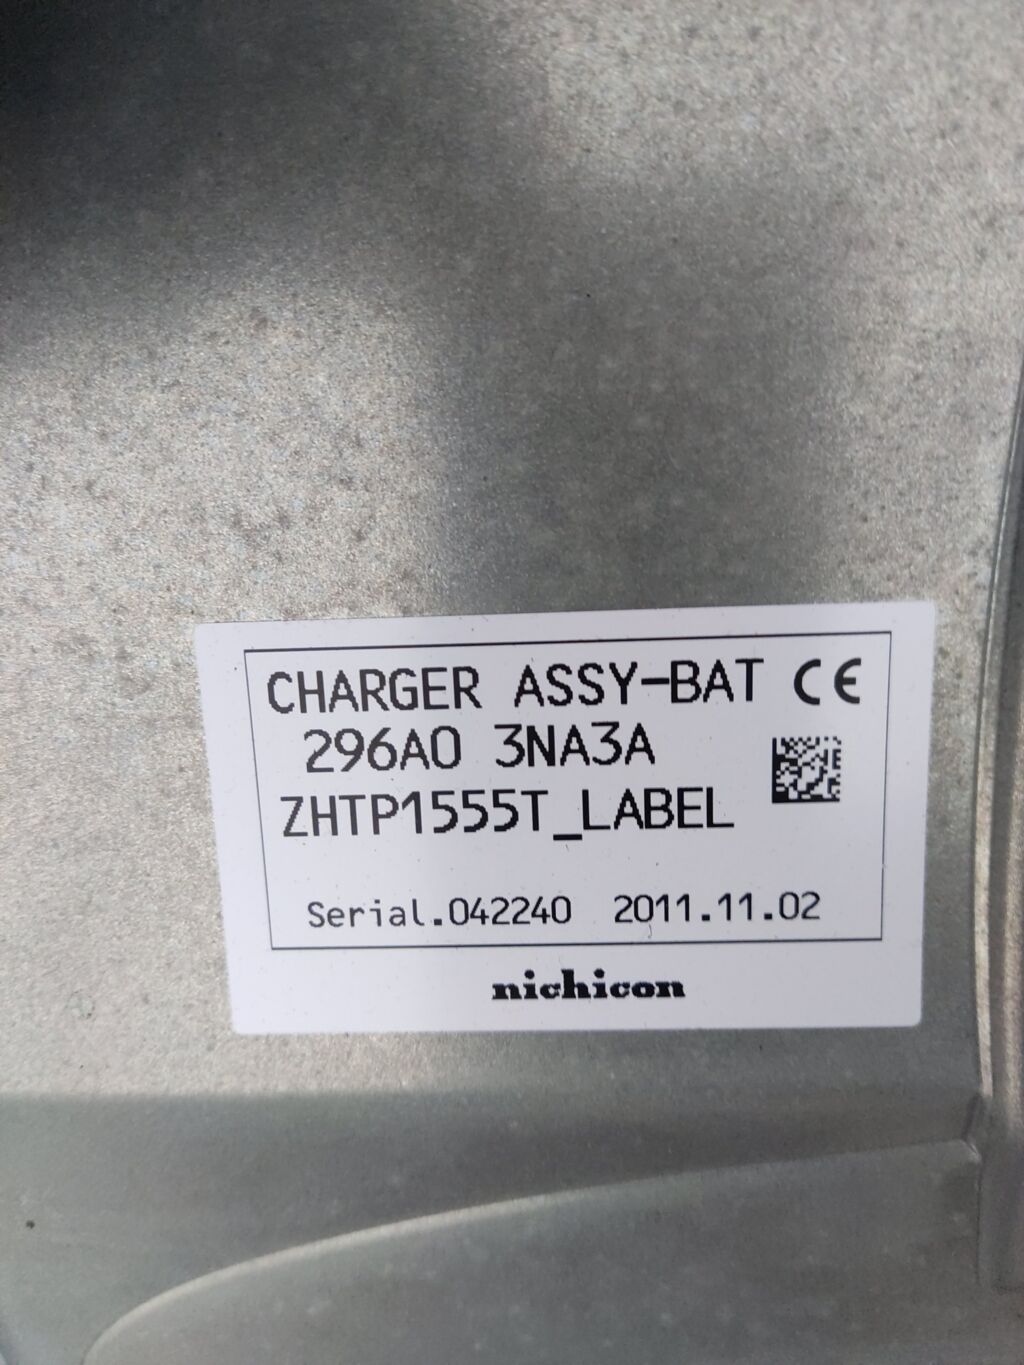 CHARGER ASSY-BAT CE
296A0 3NA3A
ZHTP1555T_LABEL
Serial.042240 2011.11.02
nichicon